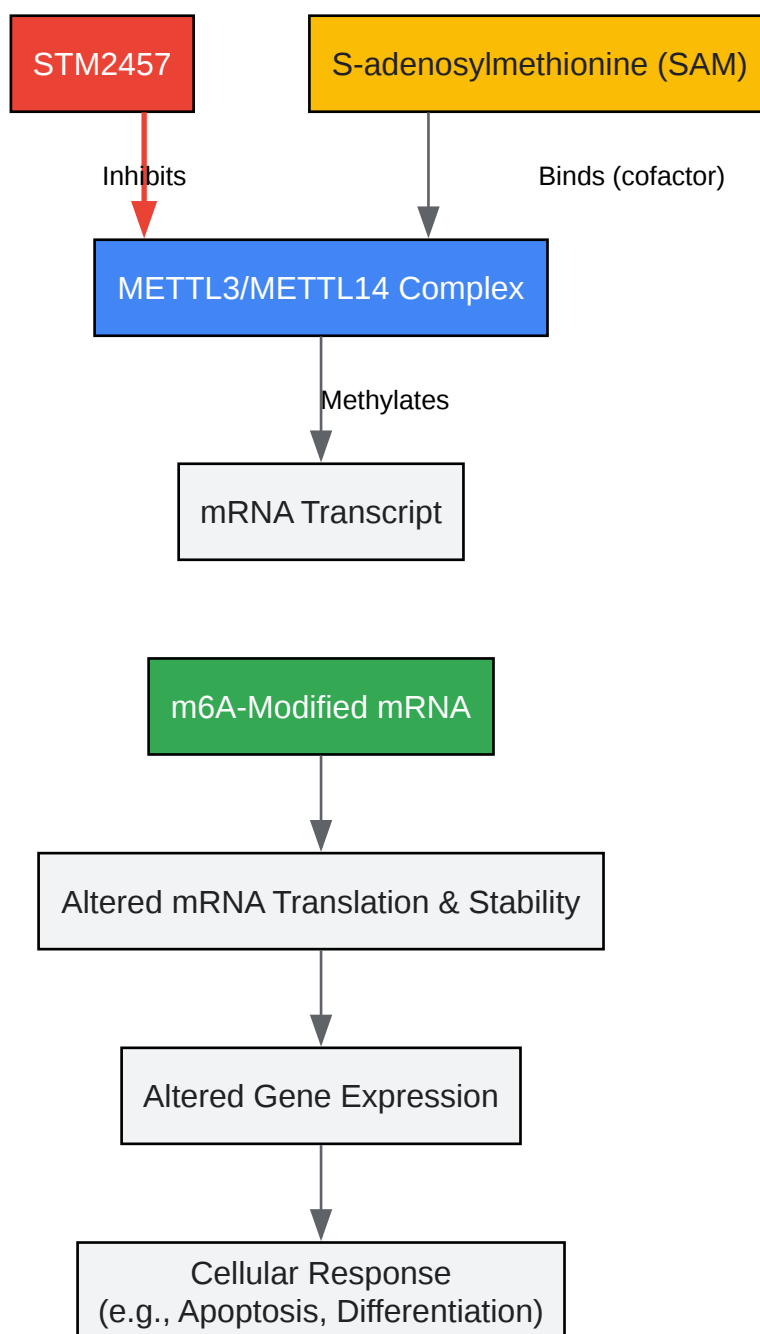 STM2457
S-adenosylmethionine (SAM)
Inhibits
Binds (cofactor)
METTL3/METTL14 Complex
Methylates
mRNA Transcript
m6A-Modified mRNA
Altered mRNA Translation & Stability
Altered Gene Expression
Cellular Response
(e.g., Apoptosis, Differentiation)